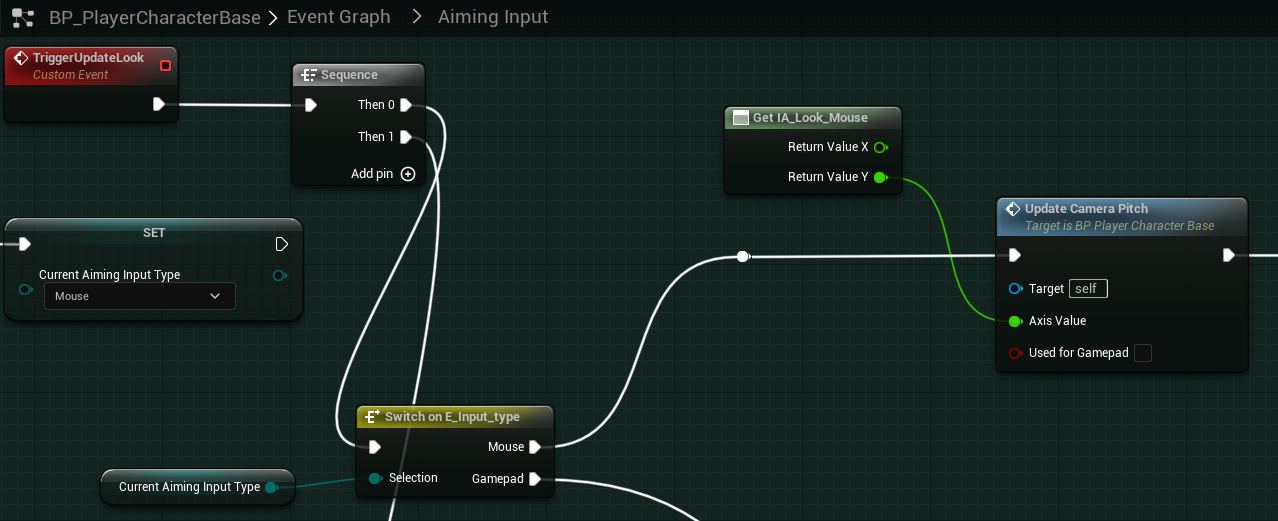 BP_PlayerCharacterBase > Event Graph > Aiming Input
TriggerUpdateLook
Custom Event
Sequence
Then 0
Then 1
Add pin
Get IA_Look_Mouse
Return Value X
Return Value Y
SET
Current Aiming Input Type
Mouse
Update Camera Pitch
Target is BP Player Character Base
Target self
Axis Value
Used for Gamepad
Switch on E_Input_type
Mouse
Selection Gamepad
Current Aiming Input Type